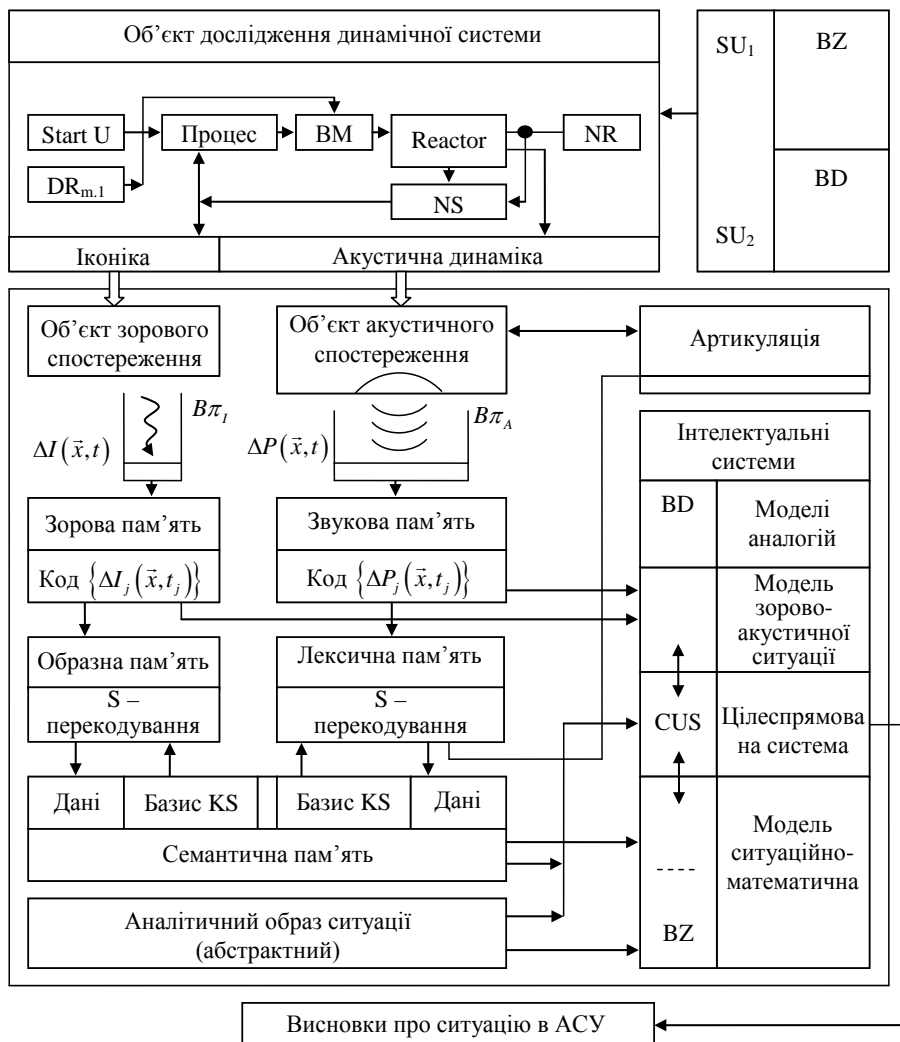 Об’єкт дослідження динамічної системи
SU₁
BZ
Start U
Процес
BM
Reactor
NR
DRₘ.₁
NS
BD
SU₂
Іконіка
Акустична динаміка
Об’єкт зорового
спостереження
Об’єкт акустичного
спостереження
Артикуляція
Bπ_I
Bπ_A
ΔI(x⃗,t)
ΔP(x⃗,t)
Інтелектуальні
системи
Зорова пам’ять
Звукова пам’ять
BD
Моделі
аналогій
Код {ΔI_j(x⃗,t_j)}
Код {ΔP_j(x⃗,t_j)}
Модель
зорово-
акустичної
ситуації
Образна пам’ять
Лексична пам’ять
S –
перекодування
S –
перекодування
CUS
Цілеспрямова
на система
Дані
Базис KS
Базис KS
Дані
Семантична пам’ять
Модель
ситуаційно-
математична
----
Аналітичний образ ситуації
(абстрактний)
BZ
Висновки про ситуацію в АСУ